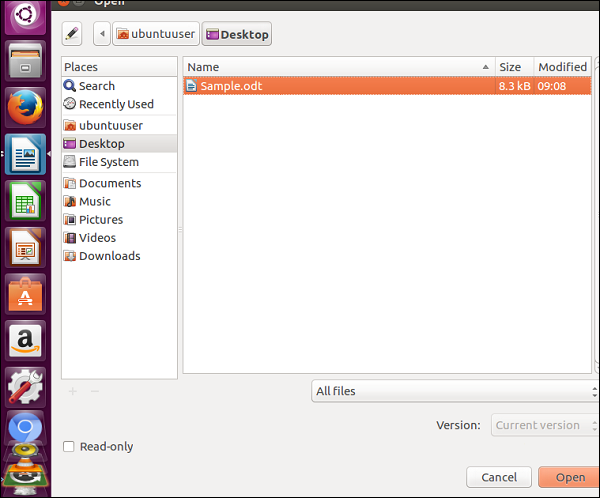 Open
ubuntuuser Desktop
Places
Search
Recently Used
ubuntuuser
Desktop
File System
Documents
Music
Pictures
Videos
Downloads
Name Size Modified
Sample.odt 8.3 kB 09:08
All files
Version: Current version
Read-only
Cancel Open